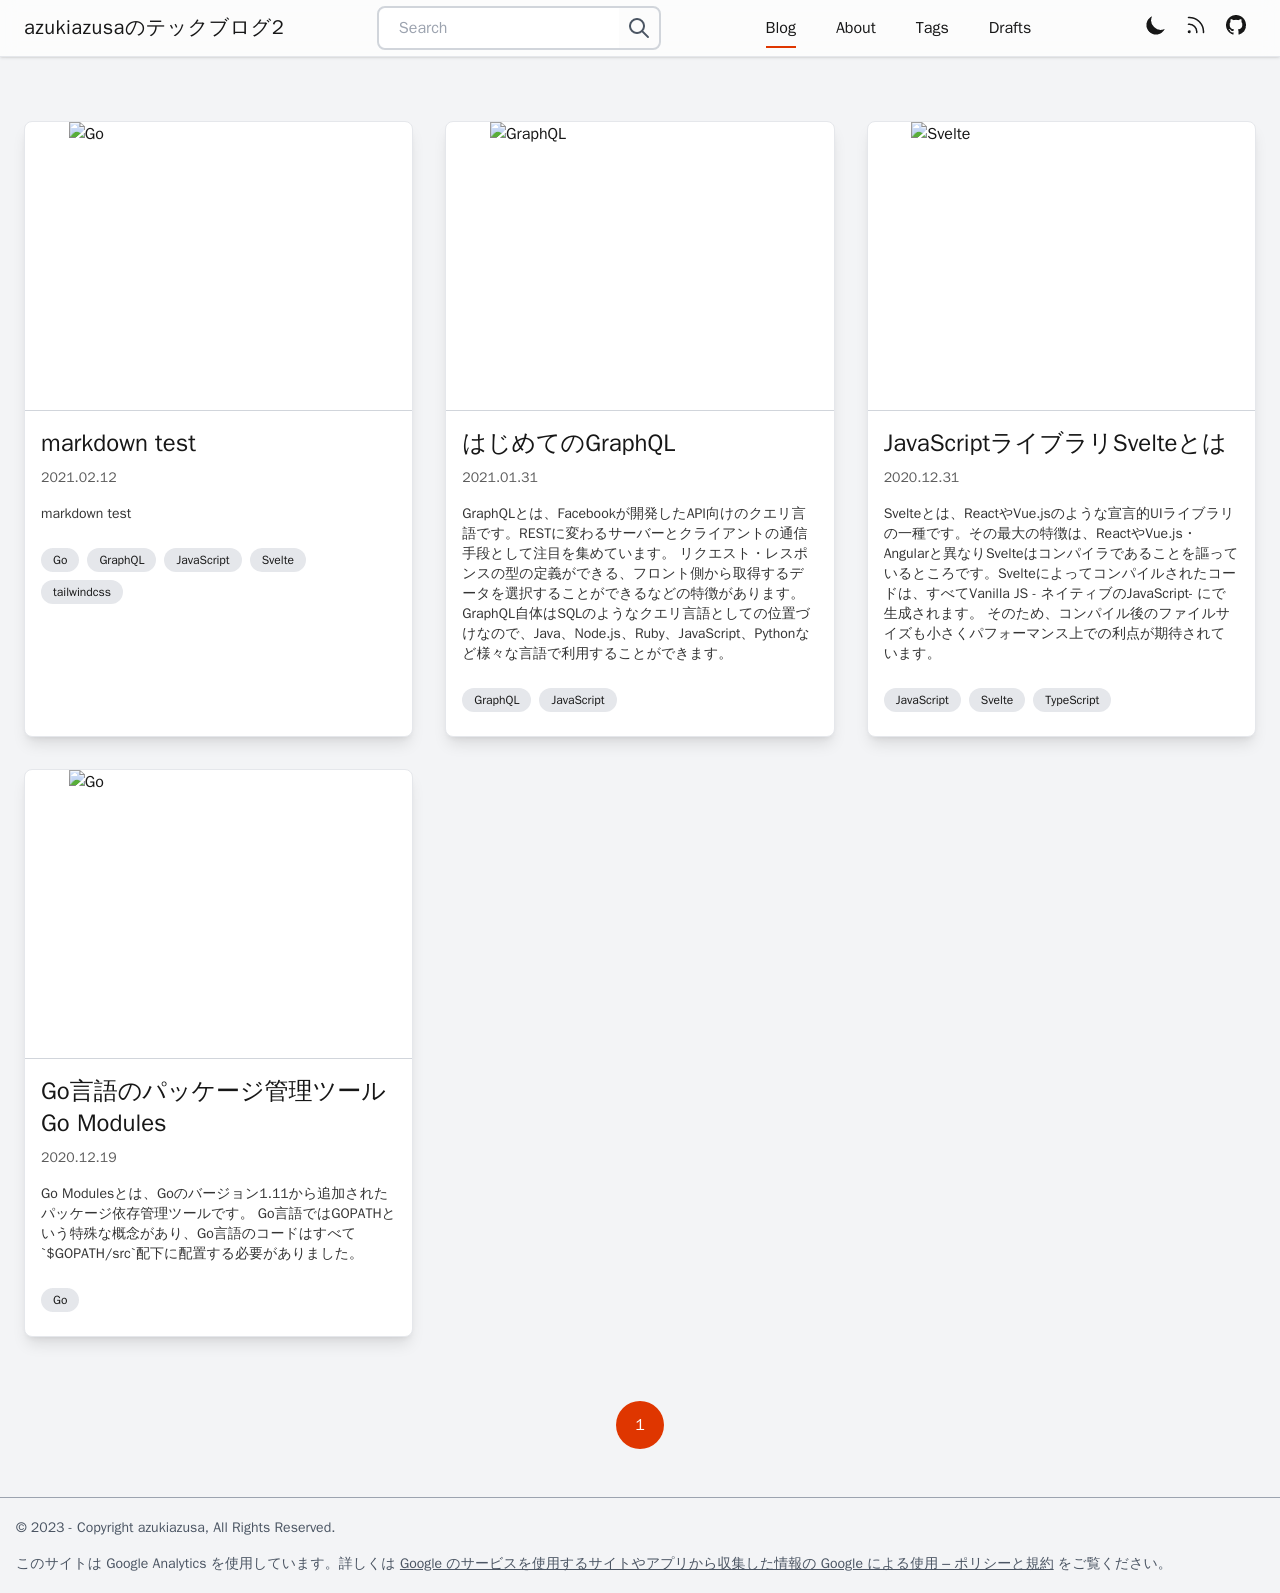 azukiazusaのテックブログ2
Search
Blog
About
Tags
Drafts
Go
markdown test
2021.02.12
markdown test
Go
GraphQL
JavaScript
Svelte
tailwindcss
GraphQL
はじめてのGraphQL
2021.01.31
GraphQLとは、Facebookが開発したAPI向けのクエリ言
語です。RESTに変わるサーバーとクライアントの通信
手段として注目を集めています。 リクエスト・レスポ
ンスの型の定義ができる、フロント側から取得するデ
ータを選択することができるなどの特徴があります。
GraphQL自体はSQLのようなクエリ言語としての位置づ
けなので、Java、Node.js、Ruby、JavaScript、Pythonな
ど様々な言語で利用することができます。
GraphQL
JavaScript
Svelte
JavaScriptライブラリSvelteとは
2020.12.31
Svelteとは、ReactやVue.jsのような宣言的UIライブラリ
の一種です。その最大の特徴は、ReactやVue.js・
Angularと異なりSvelteはコンパイラであることを謳って
いるところです。Svelteによってコンパイルされたコー
ドは、すべてVanilla JS - ネイティブのJavaScript- にて
生成されます。 そのため、コンパイル後のファイルサ
イズも小さくパフォーマンス上での利点が期待されて
います。
JavaScript
Svelte
TypeScript
Go
Go言語のパッケージ管理ツール
Go Modules
2020.12.19
Go Modulesとは、Goのバージョン1.11から追加された
パッケージ依存管理ツールです。 Go言語ではGOPATHと
いう特殊な概念があり、Go言語のコードはすべて
`$GOPATH/src`配下に配置する必要がありました。
Go
1
© 2023 - Copyright azukiazusa, All Rights Reserved.
このサイトは Google Analytics を使用しています。詳しくは Google のサービスを使用するサイトやアプリから収集した情報の Google による使用 – ポリシーと規約 をご覧ください。